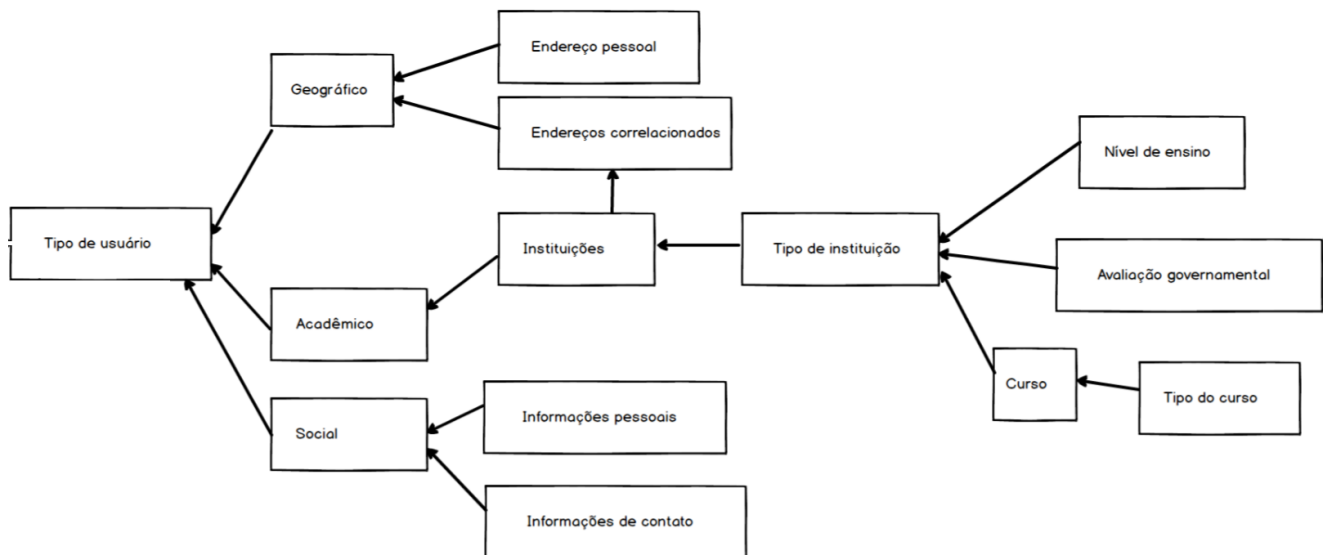 Endereço pessoal
Geográfico
Endereços correlacionados
Nível de ensino
Tipo de usuário
Instituições
Tipo de instituição
Avaliação governamental
Acadêmico
Curso
Tipo do curso
Informações pessoais
Social
Informações de contato